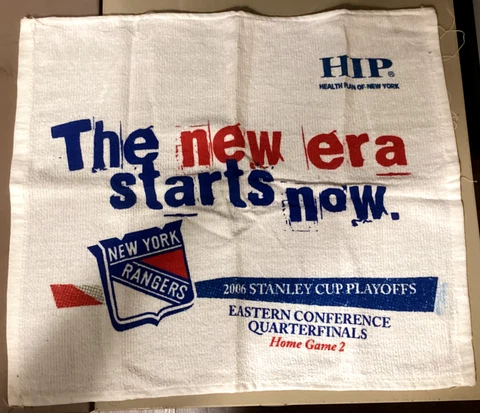 HIP®
HEALTH PLAN OF NEW YORK
The new era
starts now.
NEW YORK
RANGERS
2006 STANLEY CUP PLAYOFFS
EASTERN CONFERENCE
QUARTERFINALS
Home Game 2